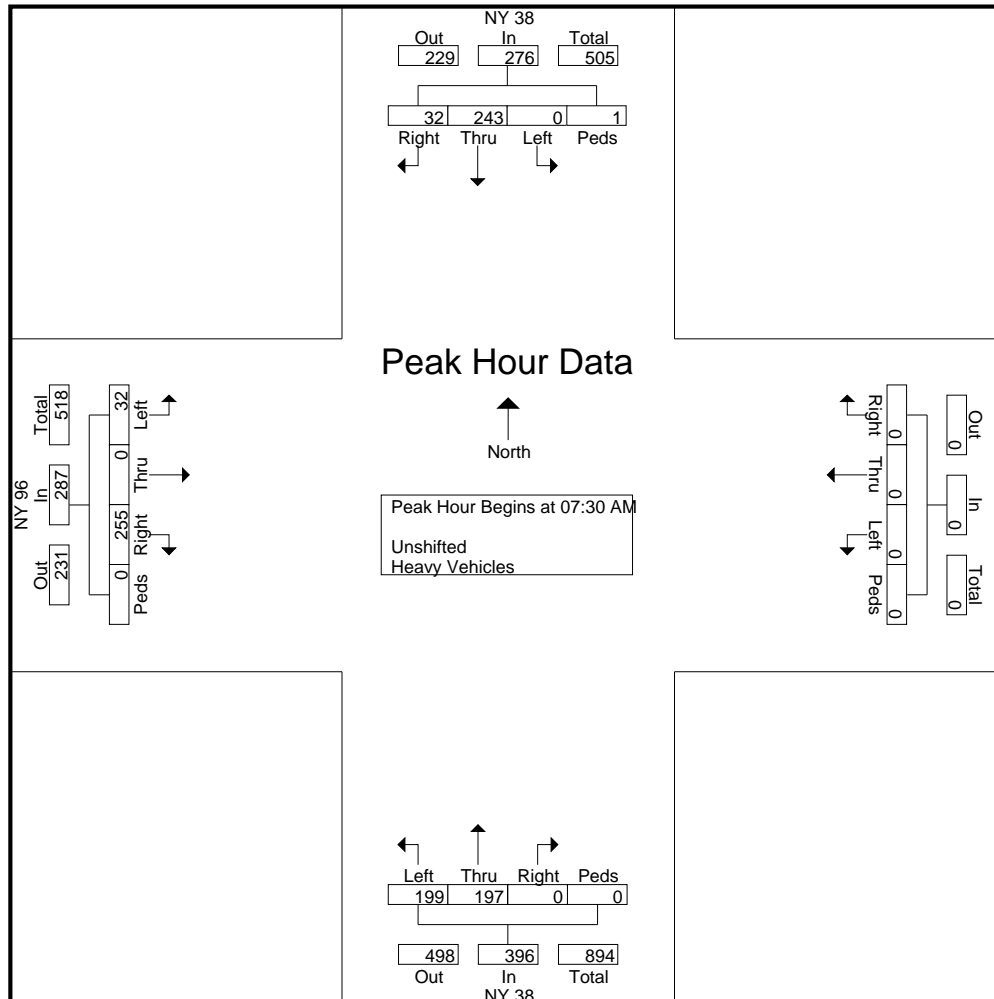 NY 38
Out In Total
229 276 505
32 243 0 1
Right Thru Left Peds
Peak Hour Data
North
Peak Hour Begins at 07:30 AM
Unshifted
Heavy Vehicles
NY 96
Total In Out
518 287 231
32 0 255 0
Left Thru Right Peds
Out In Total
0 0 0
Right Thru Left Peds
0 0 0 0
Left Thru Right Peds
199 197 0 0
498 396 894
Out In Total
NY 38